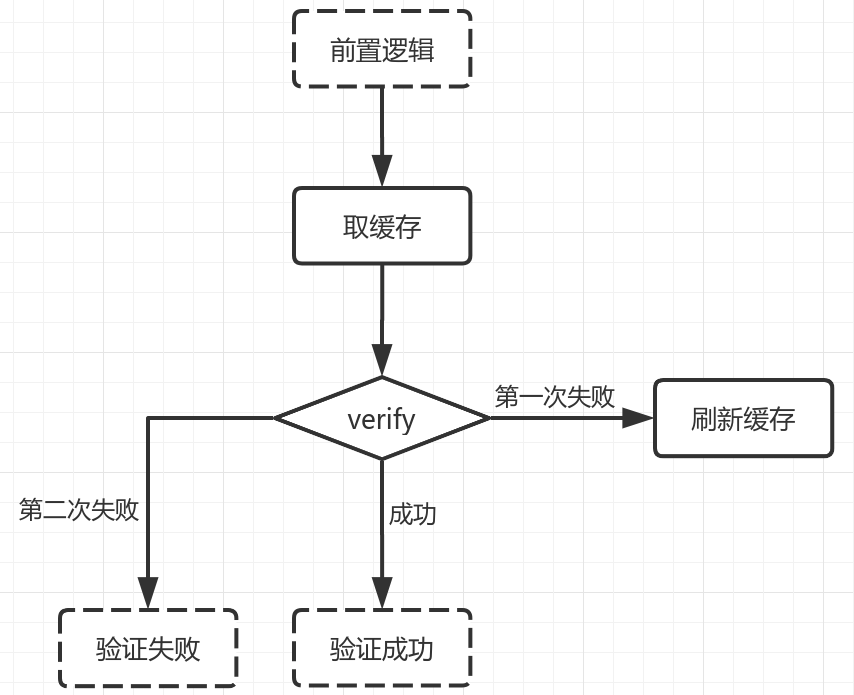 前置逻辑
取缓存
第一次失败
verify
刷新缓存
第二次失败
成功
验证失败
验证成功